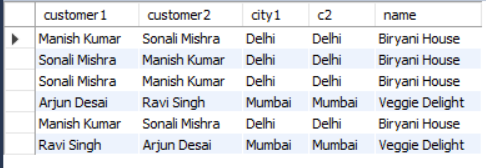 customer1 customer2 city1 c2 name
Manish Kumar Sonali Mishra Delhi Delhi Biryani House
Sonali Mishra Manish Kumar Delhi Delhi Biryani House
Sonali Mishra Manish Kumar Delhi Delhi Biryani House
Arjun Desai Ravi Singh Mumbai Mumbai Veggie Delight
Manish Kumar Sonali Mishra Delhi Delhi Biryani House
Ravi Singh Arjun Desai Mumbai Mumbai Veggie Delight